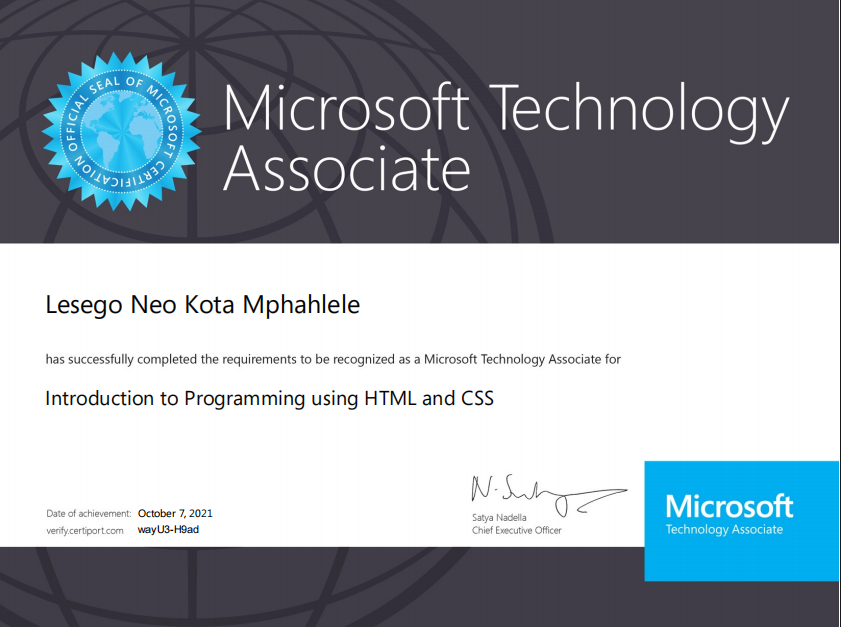 OFFICIAL SEAL OF MICROSOFT CERTIFICATION
Microsoft Technology
Associate
Lesego Neo Kota Mphahlele
has successfully completed the requirements to be recognized as a Microsoft Technology Associate for
Introduction to Programming using HTML and CSS
Date of achievement: October 7, 2021
verify.certiport.com wayU3-H9ad
Satya Nadella
Chief Executive Officer
Microsoft
Technology Associate